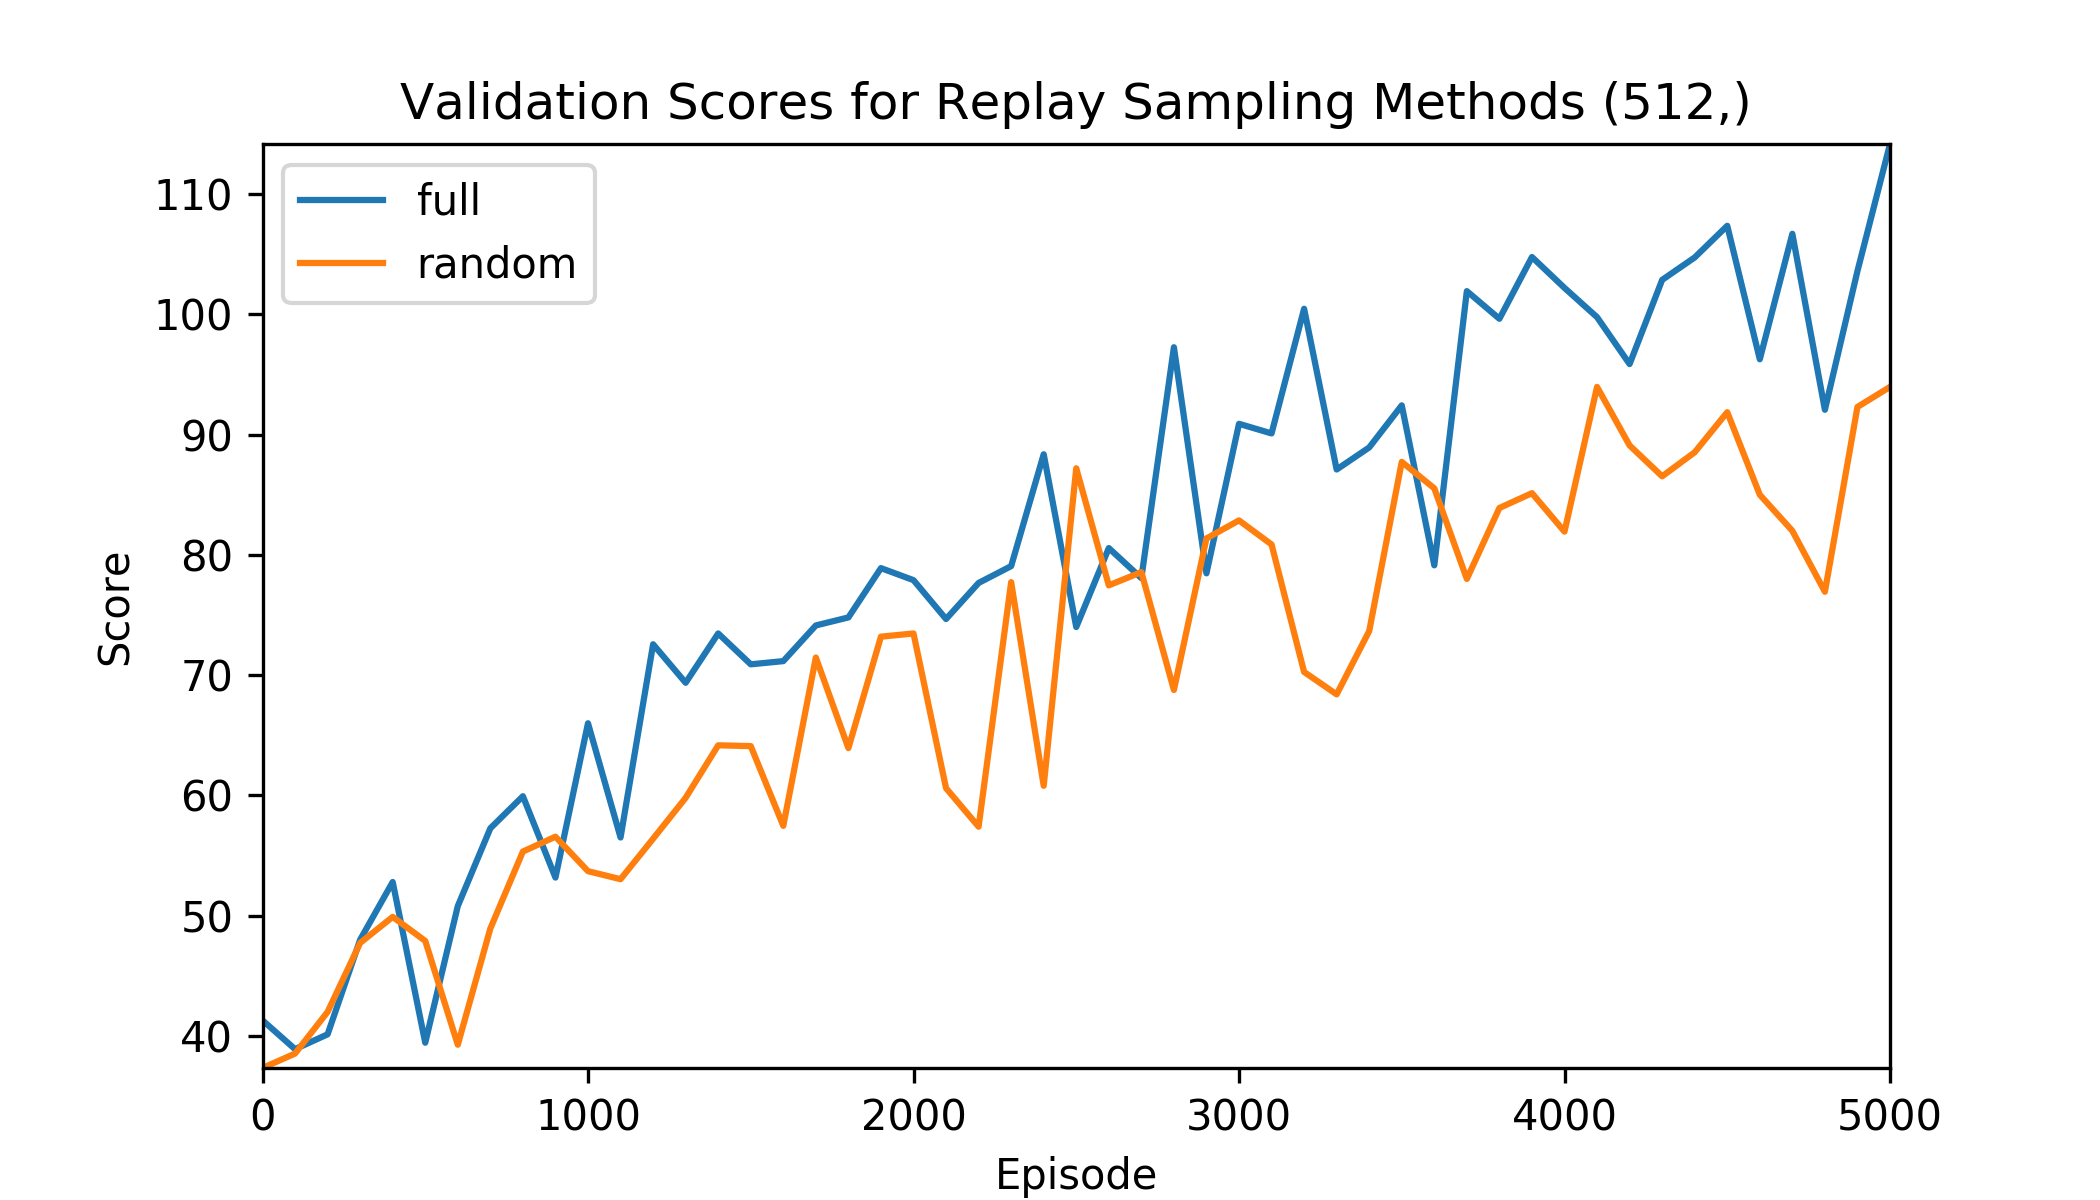 Validation Scores for Replay Sampling Methods (512,)
full
random
110
100
90
80
70
60
50
40
Score
0 1000 2000 3000 4000 5000
Episode